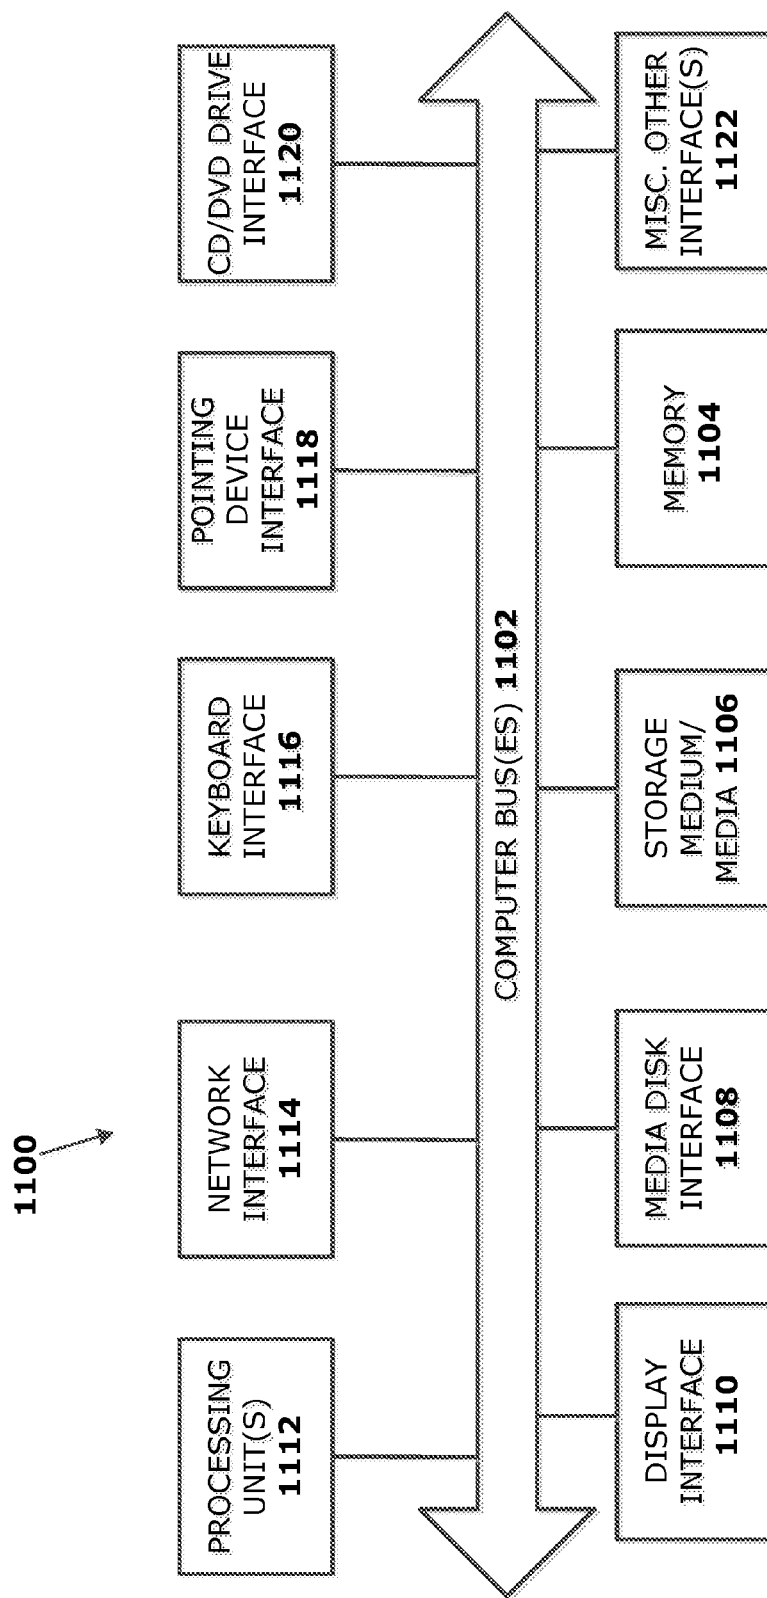 1100
PROCESSING
UNIT(S)
1112
NETWORK
INTERFACE
1114
KEYBOARD
INTERFACE
1116
POINTING
DEVICE
INTERFACE
1118
CD/DVD DRIVE
INTERFACE
1120
COMPUTER BUS(ES) 1102
DISPLAY
INTERFACE
1110
MEDIA DISK
INTERFACE
1108
STORAGE
MEDIUM/
MEDIA 1106
MEMORY
1104
MISC. OTHER
INTERFACE(S)
1122